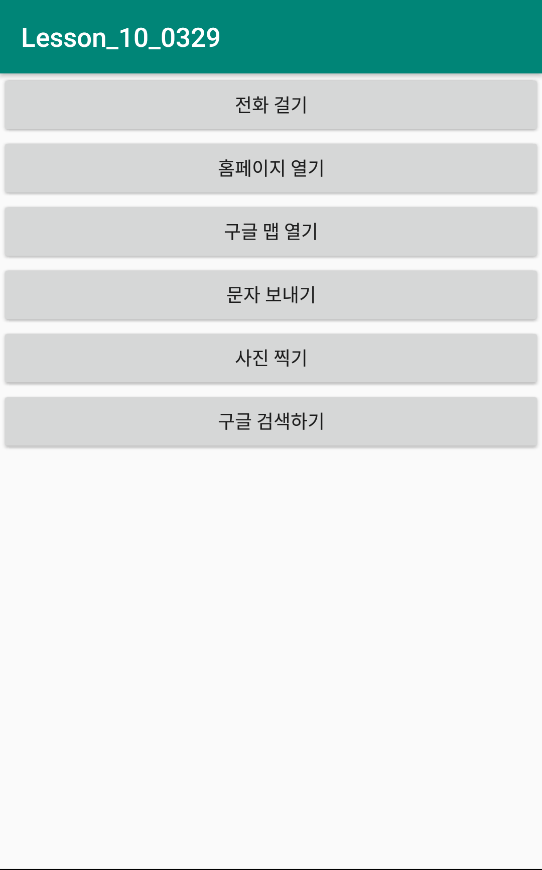 Lesson_10_0329
전화 걸기
홈페이지 열기
구글 맵 열기
문자 보내기
사진 찍기
구글 검색하기